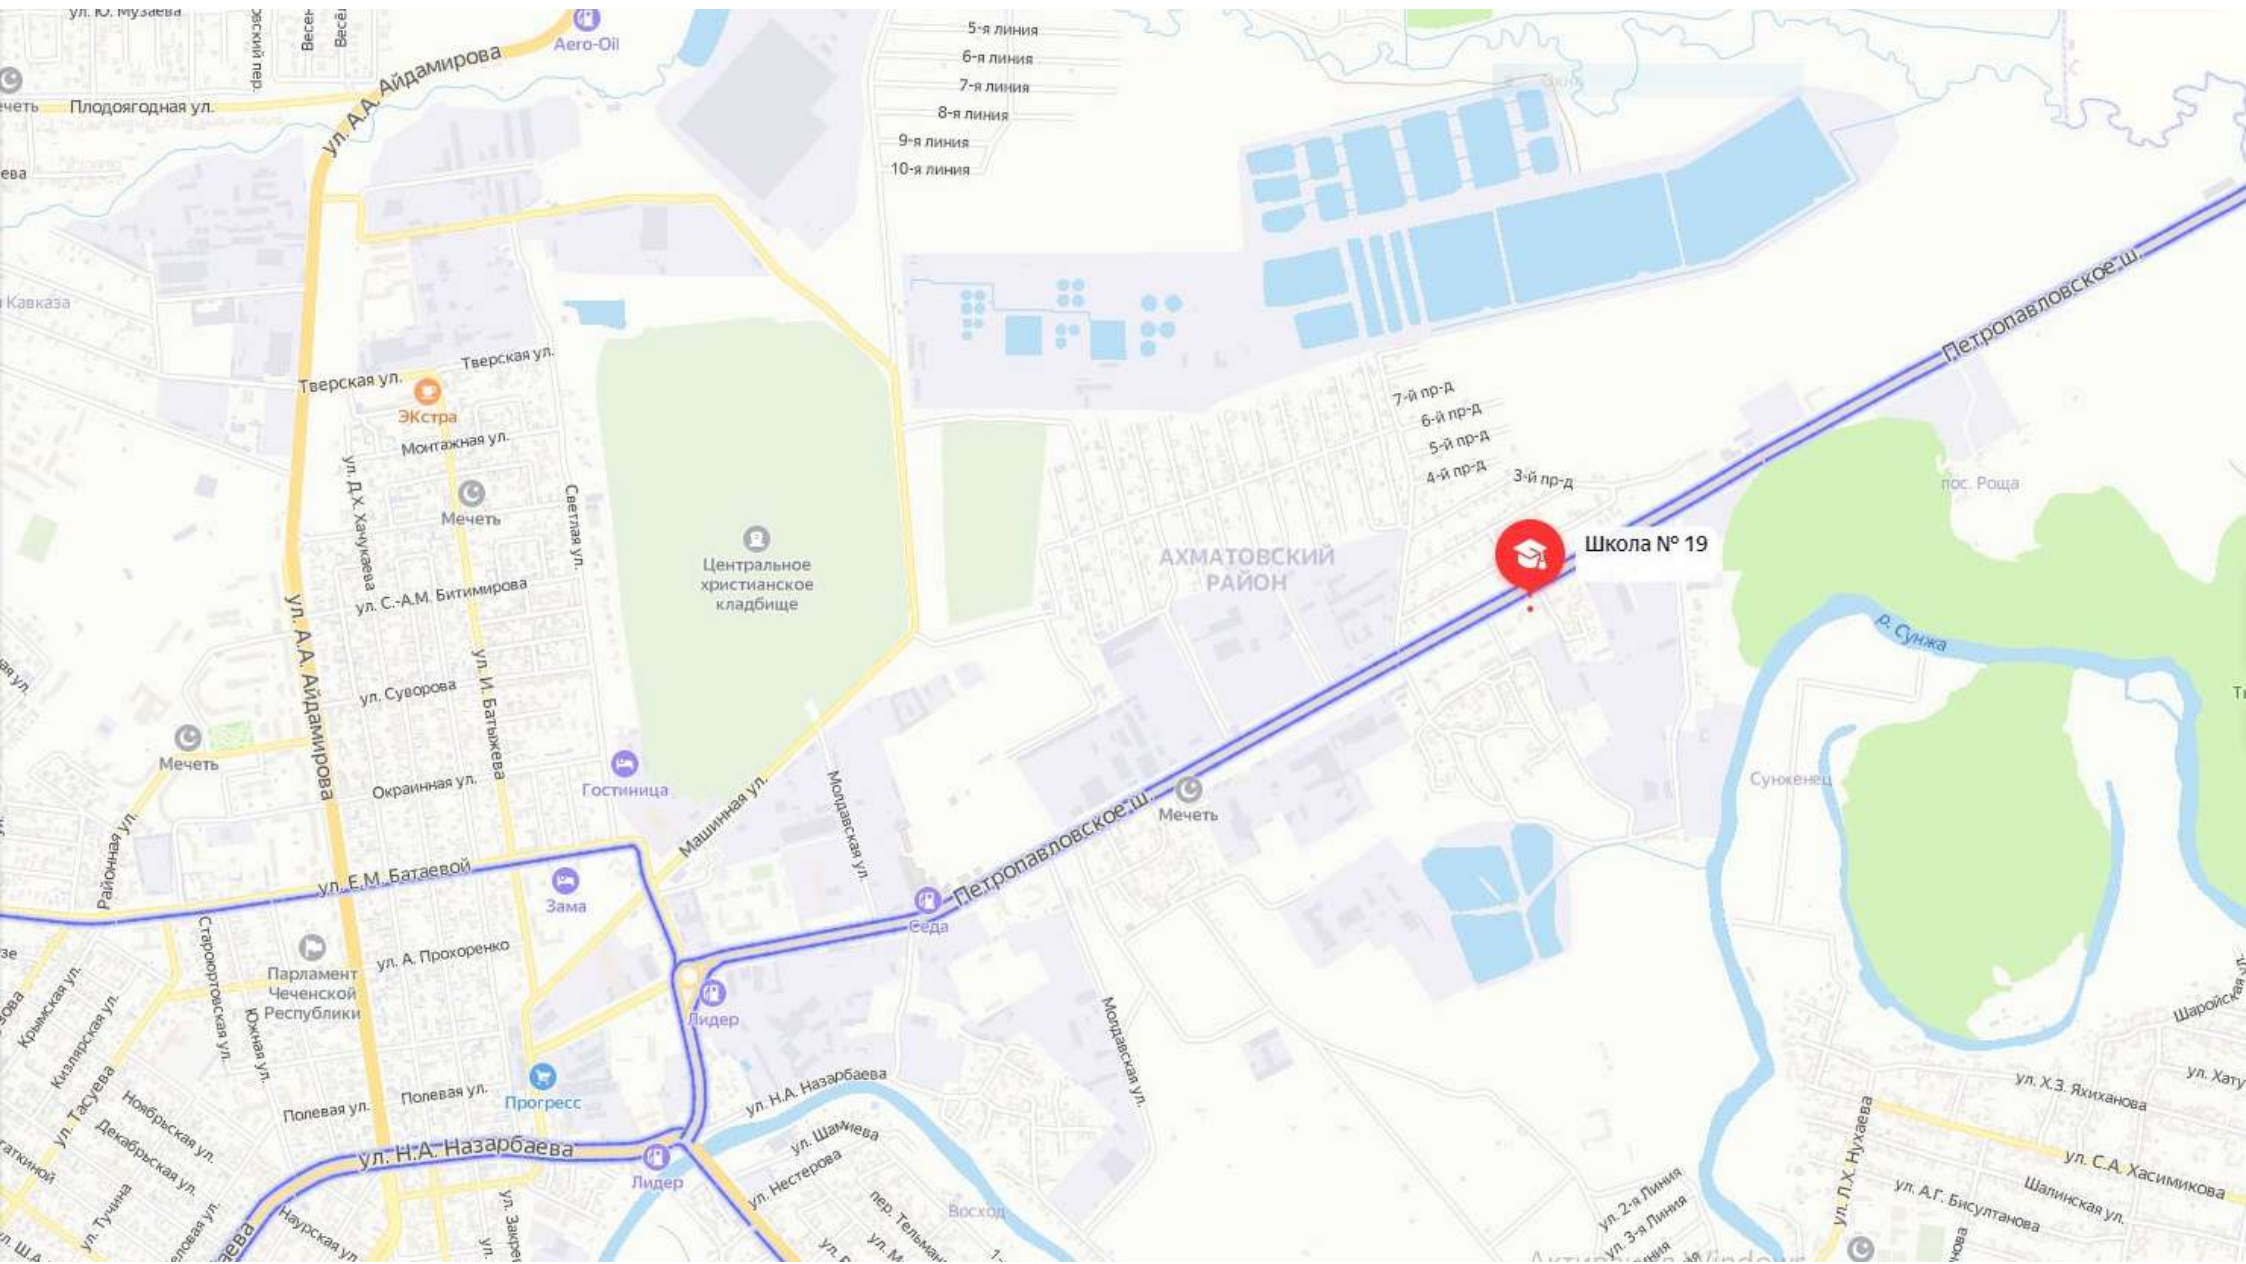 ул. Ю. Музаева
Aero-Oil
ул. А.А. Айдамирова
Плодоягодная ул.
5-я линия
6-я линия
7-я линия
8-я линия
9-я линия
10-я линия
Кавказа
Тверская ул.
Тверская ул.
ЭКстра
Монтажная ул.
Мечеть
ул. Д.Х. Хачукаева
Светлая ул.
ул. С.-А.М. Битимирова
ул. А.А. Айдамирова
ул. Суворова
ул. И. Батыжева
Мечеть
Окраинная ул.
Гостиница
Центральное
христианское
кладбище
7-й пр-д
6-й пр-д
5-й пр-д
4-й пр-д
3-й пр-д
АХМАТОВСКИЙ
РАЙОН
Школа № 19
Петропавловское ш.
пос. Роща
р. Сунжа
Сунженец
Мечеть
Петропавловское ш.
Машинная ул.
Молдавская ул.
Районная ул.
ул. Е.М. Батаевой
Зама
Седа
Староюртовская ул.
ул. А. Прохоренко
Парламент
Чеченской
Республики
Южная ул.
Лидер
Крымская ул.
Кизлярская ул.
ул. Тасуева
Ноябрьская ул.
Декабрьская ул.
Полевая ул.
Полевая ул.
Прогресс
ул. Н.А. Назарбаева
ул. Н.А. Назарбаева
Лидер
ул. Шамиева
ул. Нестерова
пер. Тельмана
Восход
Молдавская ул.
ул. Тучина
Наурская ул.
ул. 2-я Линия
ул. 3-я Линия
ул. Л.Х. Нухаева
ул. Х.З. Яхиханова
ул. С.А. Хасимикова
ул. А.Г. Бисултанова
Шалинская ул.
Шаройская